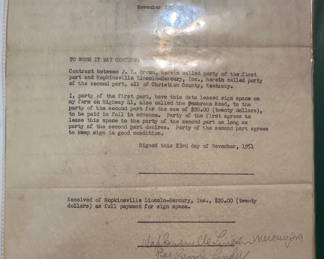 November
TO WHOM IT MAY CONCERN:
Contract between J. L. Brown, herein called party of the first
part and Hopkinsville Lincoln-Mercury, Inc., herein called party
of the second part, all of Christian County, Kentucky.
I, party of the first part, have this date leased sign space on
my farm on Highway 41, also called the Pembroke Road, to the
party of the second part for the sum of $20.00 (twenty dollars),
to be paid in full in advance. Party of the first agrees to
lease this space to the party of the second part as long as
party of the second part desires. Party of the second part agrees
to keep sign in good condition.
Signed this 23rd day of November, 1951
Received of Hopkinsville Lincoln-Mercury, Inc., $20.00 (twenty
dollars) as full payment for sign space.
Hopkinsville Lincoln Mercury Inc